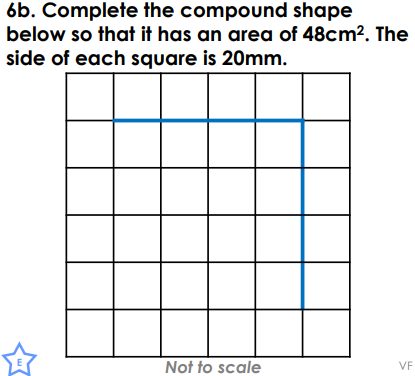 6b. Complete the compound shape
below so that it has an area of 48cm². The
side of each square is 20mm.
E
Not to scale
VF